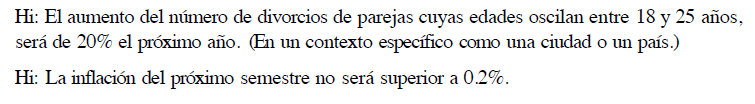 Hi: El aumento del número de divorcios de parejas cuyas edades oscilan entre 18 y 25 años,
será de 20% el próximo año. (En un contexto específico como una ciudad o un país.)
Hi: La inflación del próximo semestre no será superior a 0.2%.